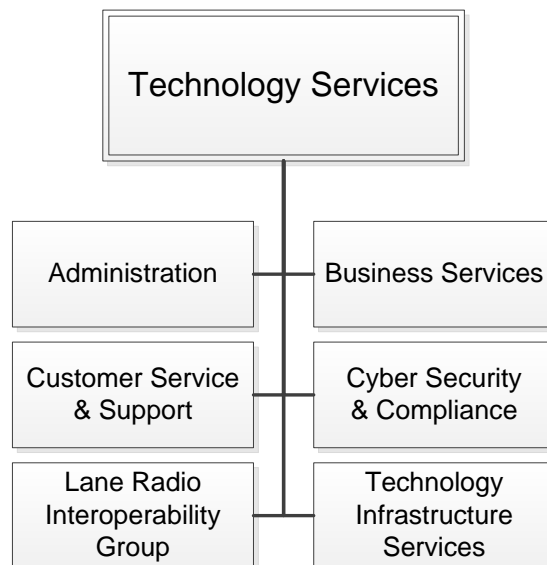 Technology Services
Administration
Business Services
Customer Service
& Support
Cyber Security
& Compliance
Lane Radio
Interoperability
Group
Technology
Infrastructure
Services